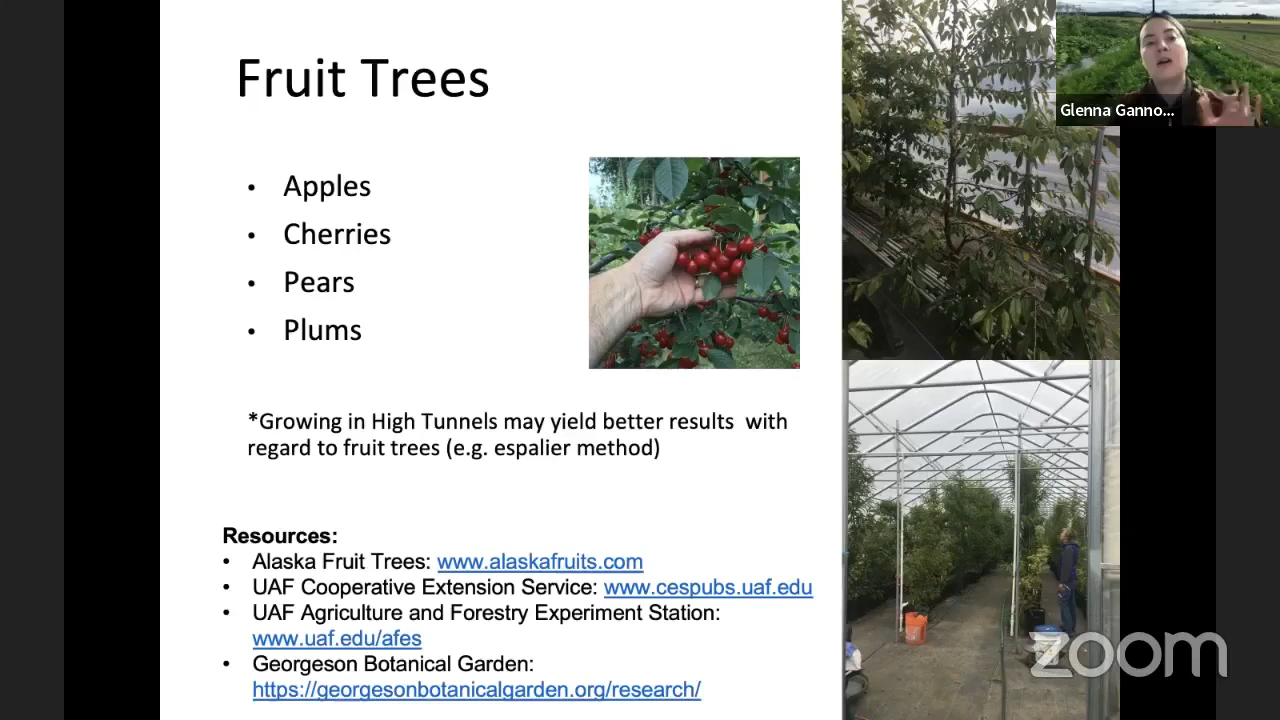 Fruit Trees
• Apples
• Cherries
• Pears
• Plums
*Growing in High Tunnels may yield better results with
regard to fruit trees (e.g. espalier method)
Resources:
• Alaska Fruit Trees: www.alaskafruits.com
• UAF Cooperative Extension Service: www.cespubs.uaf.edu
• UAF Agriculture and Forestry Experiment Station:
www.uaf.edu/afes
• Georgeson Botanical Garden:
https://georgesonbotanicalgarden.org/research/
Glenna Ganno...
zoom